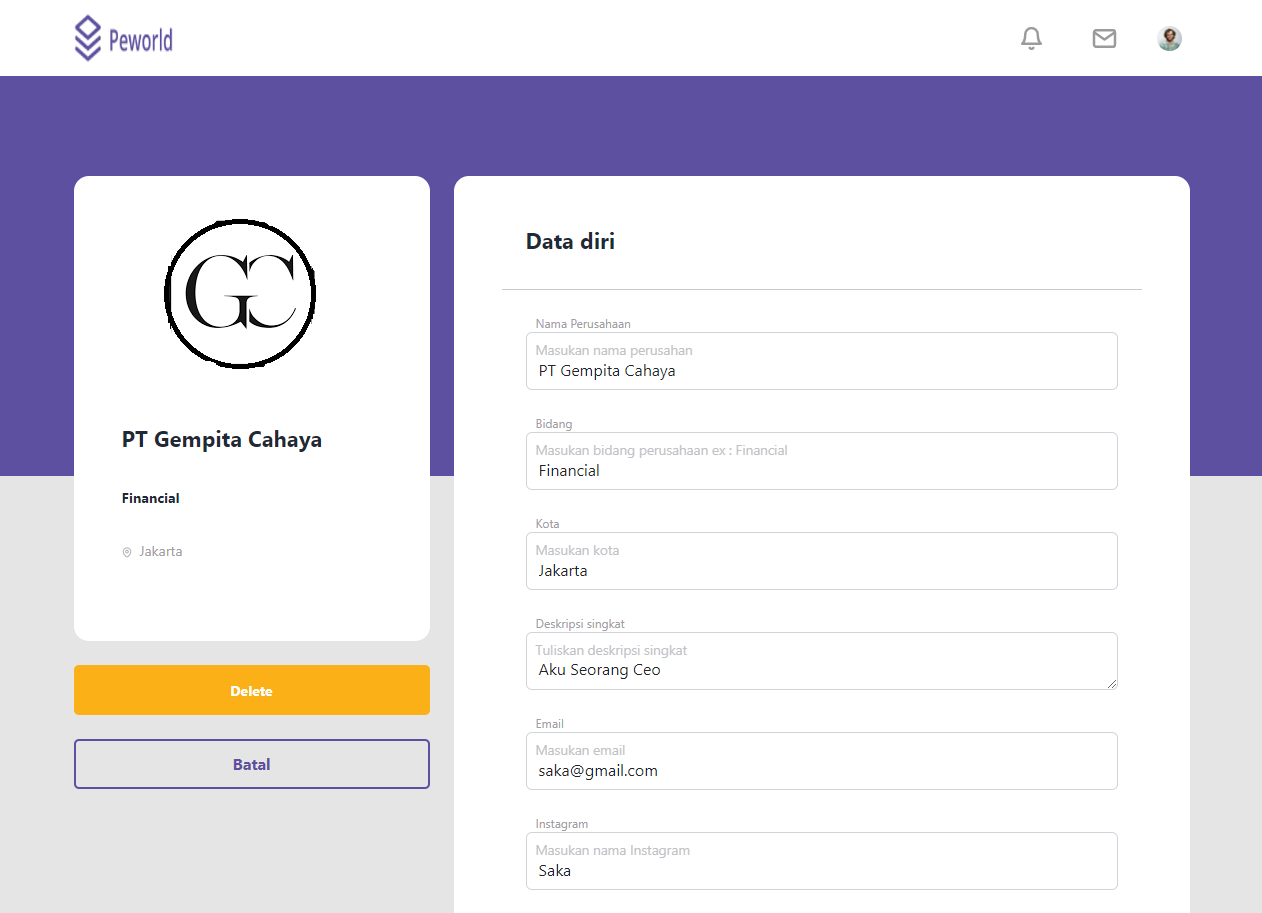 Peworld
GC
PT Gempita Cahaya
Financial
Jakarta
Delete
Batal
Data diri
Nama Perusahaan
Masukan nama perusahan
PT Gempita Cahaya
Bidang
Masukan bidang perusahaan ex : Financial
Financial
Kota
Masukan kota
Jakarta
Deskripsi singkat
Tuliskan deskripsi singkat
Aku Seorang Ceo
Email
Masukan email
saka@gmail.com
Instagram
Masukan nama Instagram
Saka